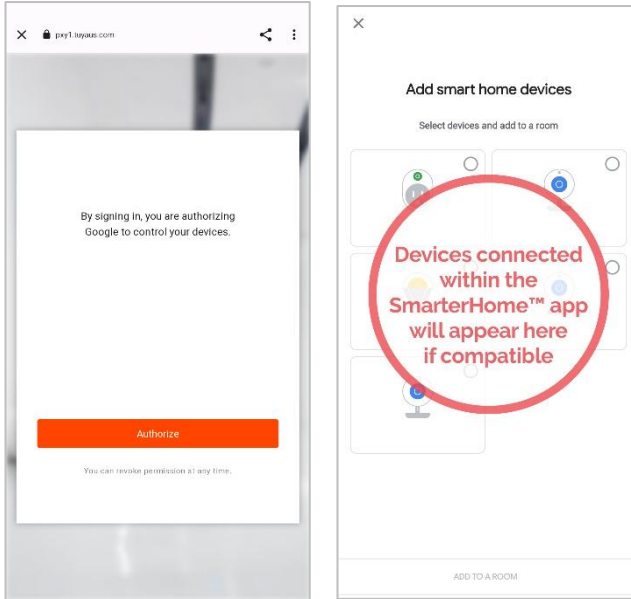 pxy1.tuyaus.com
By signing in, you are authorizing
Google to control your devices.
Authorize
You can revoke permission at any time.
Add smart home devices
Select devices and add to a room
Devices connected
within the
SmarterHome™ app
will appear here
if compatible
ADD TO A ROOM